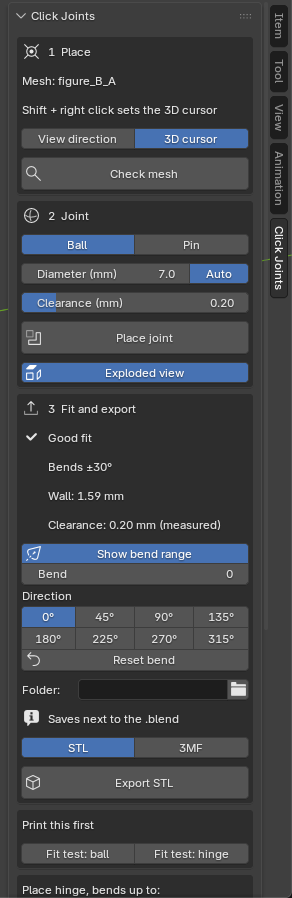 Click Joints
1 Place
Mesh: figure_B_A
Shift + right click sets the 3D cursor
View direction 3D cursor
Check mesh
2 Joint
Ball Pin
Diameter (mm) 7.0 Auto
Clearance (mm) 0.20
Place joint
Exploded view
3 Fit and export
Good fit
Bends ±30°
Wall: 1.59 mm
Clearance: 0.20 mm (measured)
Show bend range
Bend 0
Direction
0° 45° 90° 135°
180° 225° 270° 315°
Reset bend
Folder:
Saves next to the .blend
STL 3MF
Export STL
Print this first
Fit test: ball Fit test: hinge
Place hinge, bends up to:
Item
Tool
View
Animation
Click Joints